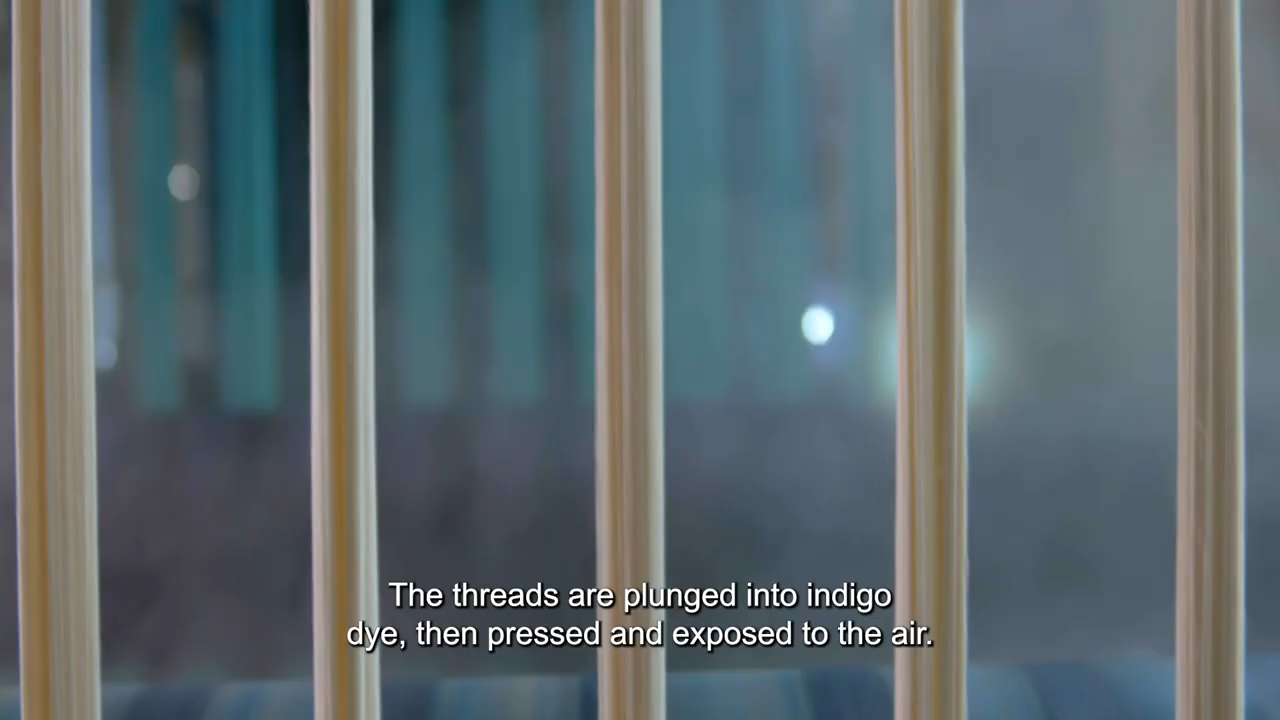 The threads are plunged into indigo
dye, then pressed and exposed to the air.